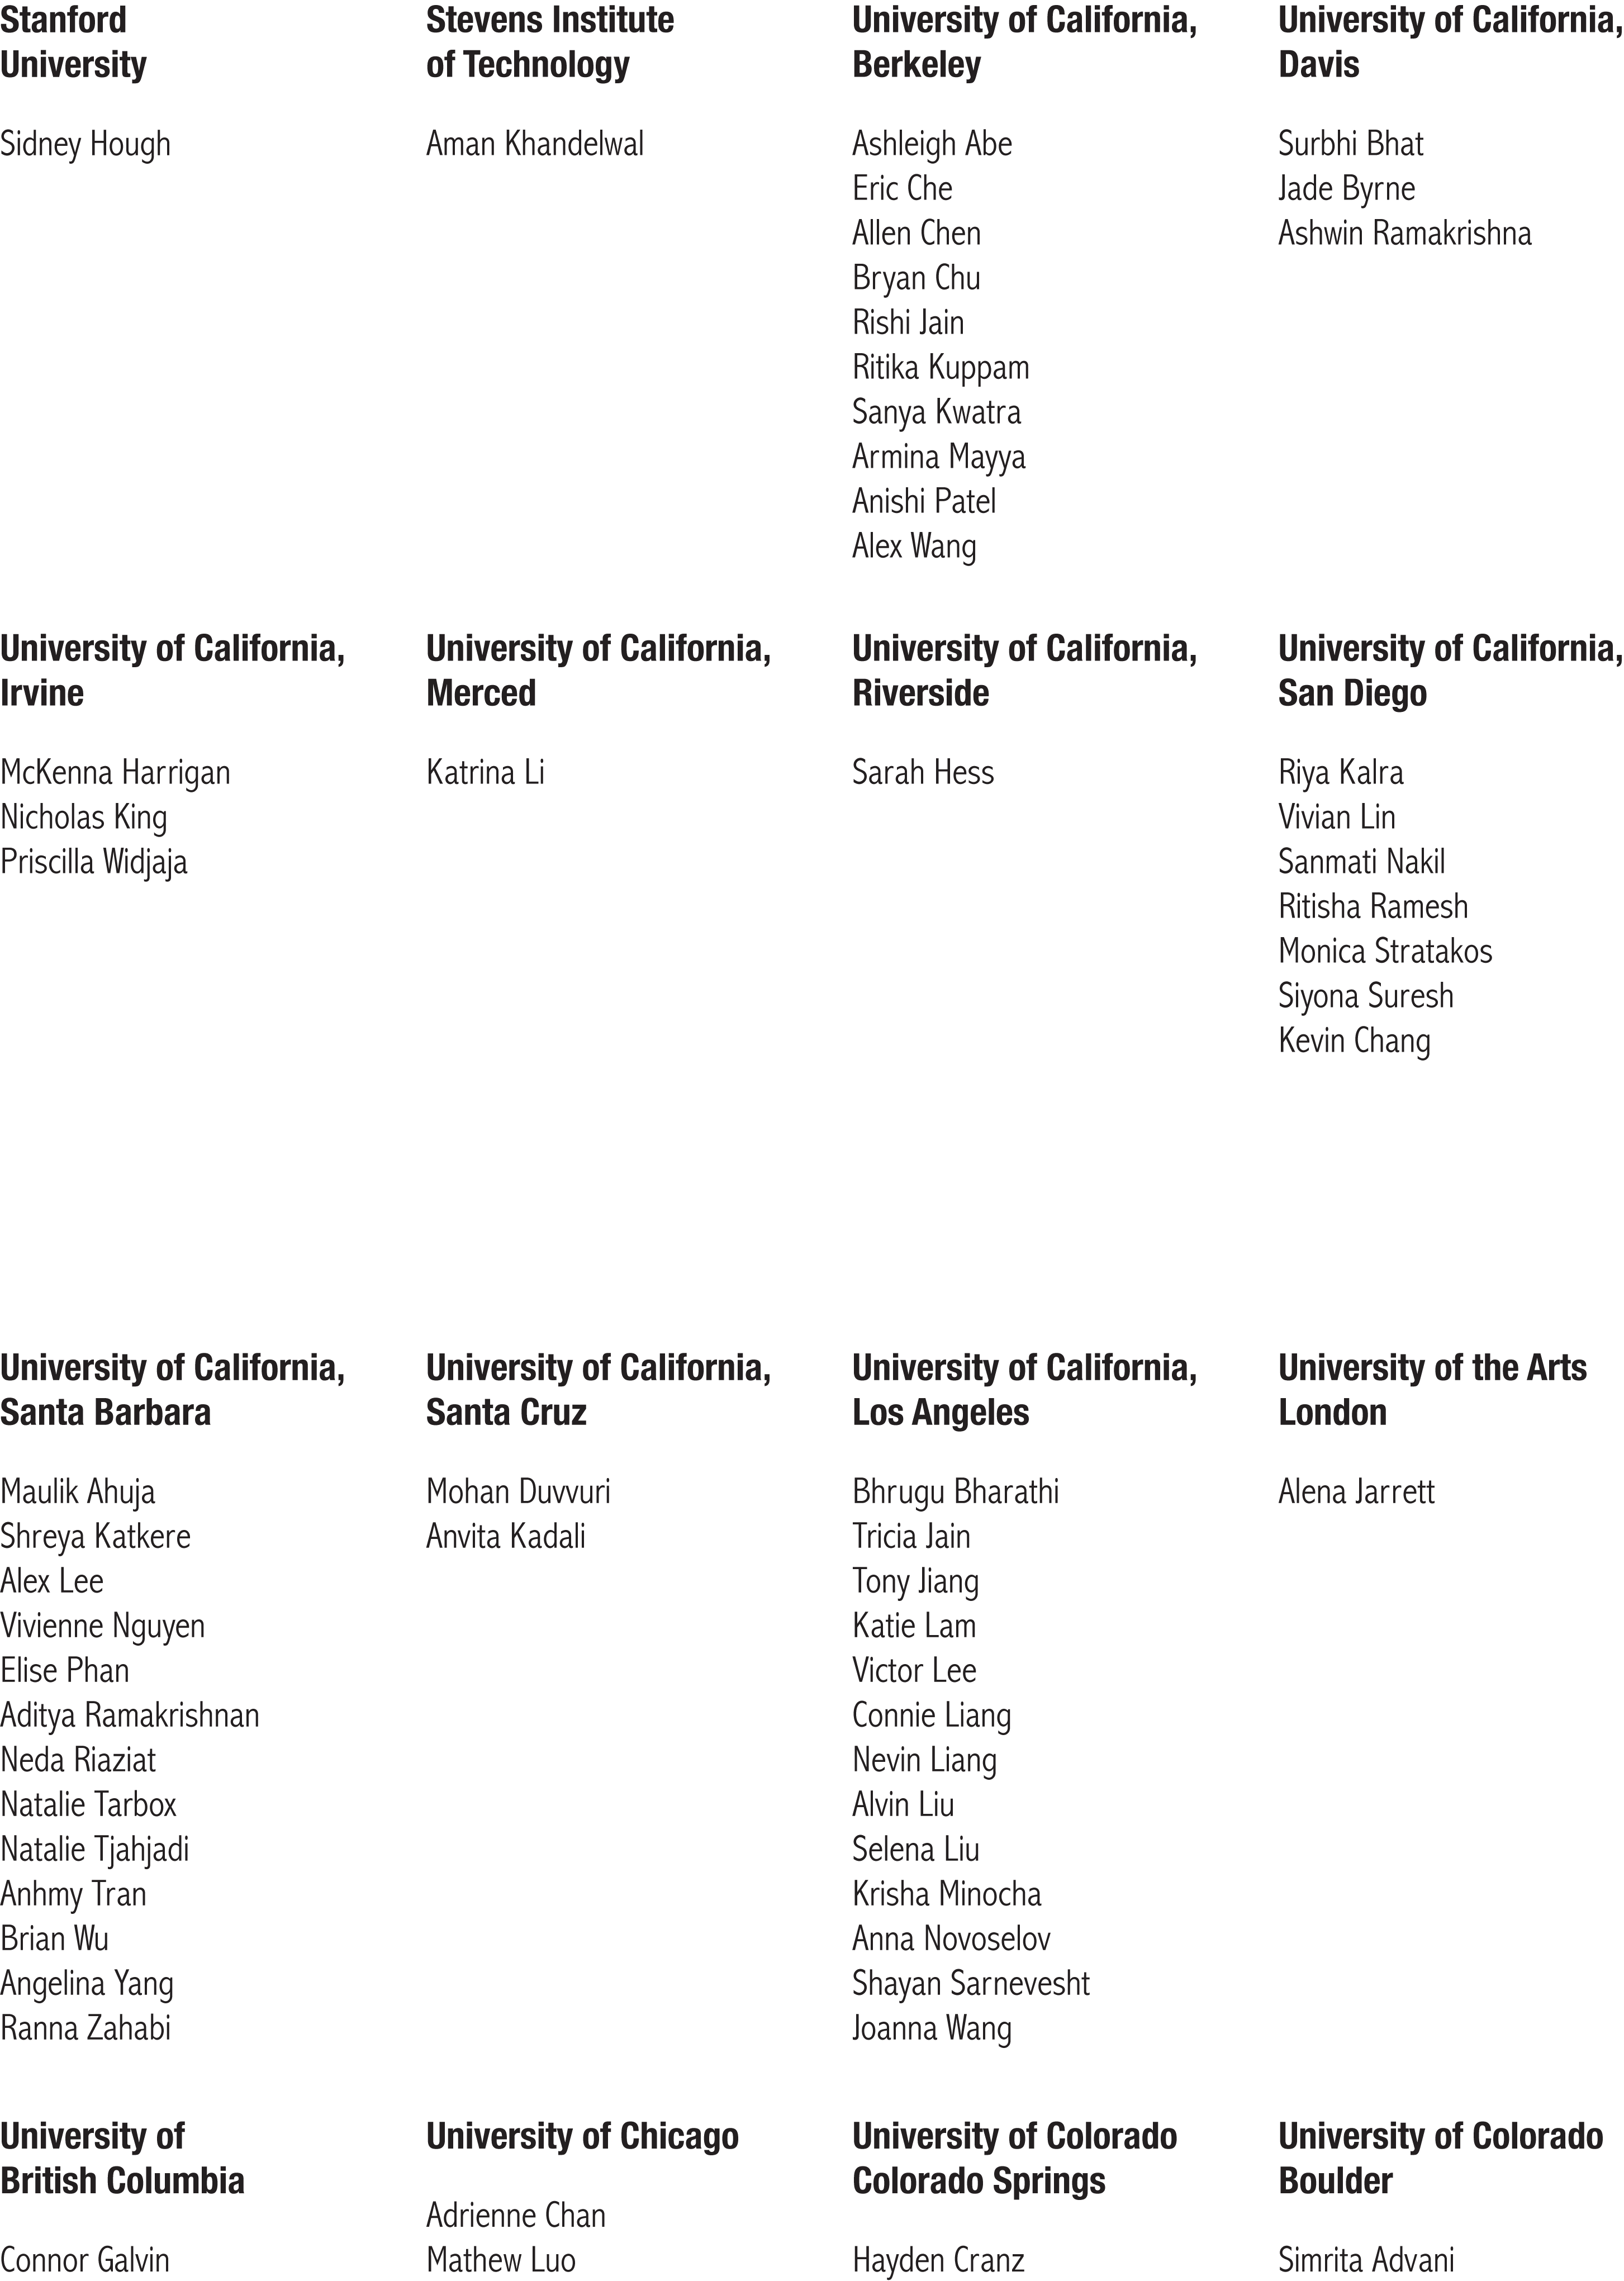 Stanford
University
Sidney Hough
Stevens Institute
of Technology
Aman Khandelwal
University of California,
Berkeley
Ashleigh Abe
Eric Che
Allen Chen
Bryan Chu
Rishi Jain
Ritika Kuppam
Sanya Kwatra
Armina Mayya
Anishi Patel
Alex Wang
University of California,
Davis
Surbhi Bhat
Jade Byrne
Ashwin Ramakrishna
University of California,
Irvine
McKenna Harrigan
Nicholas King
Priscilla Widjaja
University of California,
Merced
Katrina Li
University of California,
Riverside
Sarah Hess
University of California,
San Diego
Riya Kalra
Vivian Lin
Sanmati Nakil
Ritisha Ramesh
Monica Stratakos
Siyona Suresh
Kevin Chang
University of California,
Santa Barbara
Maulik Ahuja
Shreya Katkere
Alex Lee
Vivienne Nguyen
Elise Phan
Aditya Ramakrishnan
Neda Riaziat
Natalie Tarbox
Natalie Tjahjadi
Anhmy Tran
Brian Wu
Angelina Yang
Ranna Zahabi
University of California,
Santa Cruz
Mohan Duvvuri
Anvita Kadali
University of California,
Los Angeles
Bhrugu Bharathi
Tricia Jain
Tony Jiang
Katie Lam
Victor Lee
Connie Liang
Nevin Liang
Alvin Liu
Selena Liu
Krisha Minocha
Anna Novoselov
Shayan Sarnevesht
Joanna Wang
University of the Arts
London
Alena Jarrett
University of
British Columbia
Connor Galvin
University of Chicago
Adrienne Chan
Mathew Luo
University of Colorado
Colorado Springs
Hayden Cranz
University of Colorado
Boulder
Simrita Advani